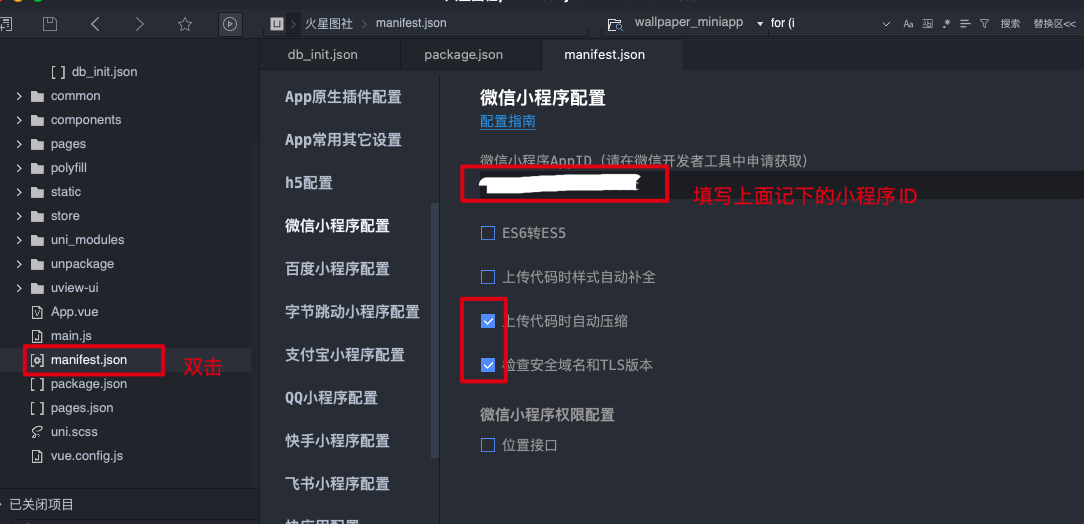 火星图社
manifest.json
wallpaper_miniapp
for (i
Aa
搜索
替换区<<
db_init.json
package.json
manifest.json
db_init.json
common
components
pages
polyfill
static
store
uni_modules
unpackage
uview-ui
App.vue
main.js
manifest.json
双击
package.json
pages.json
uni.scss
vue.config.js
已关闭项目
App原生插件配置
App常用其它设置
h5配置
微信小程序配置
百度小程序配置
字节跳动小程序配置
支付宝小程序配置
QQ小程序配置
快手小程序配置
飞书小程序配置
微信小程序配置
配置指南
微信小程序AppID（请在微信开发者工具中申请获取）
填写上面记下的小程序ID
ES6转ES5
上传代码时样式自动补全
上传代码时自动压缩
检查安全域名和TLS版本
微信小程序权限配置
位置接口